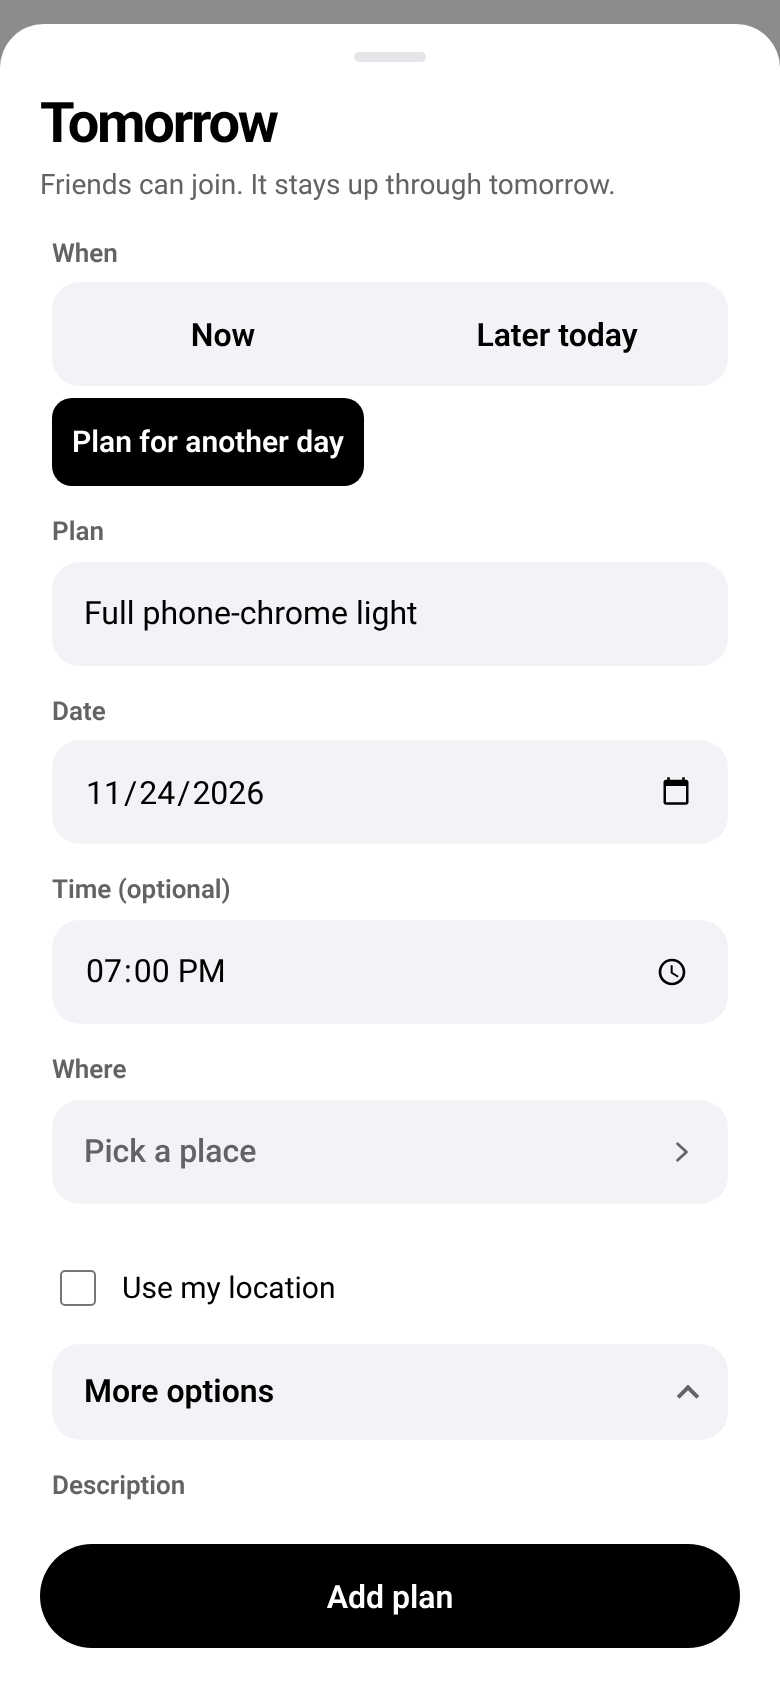 Tomorrow
Friends can join. It stays up through tomorrow.
When
Now
Later today
Plan for another day
Plan
Full phone-chrome light
Date
11/24/2026
Time (optional)
07:00 PM
Where
Pick a place
Use my location
More options
Description
Add plan